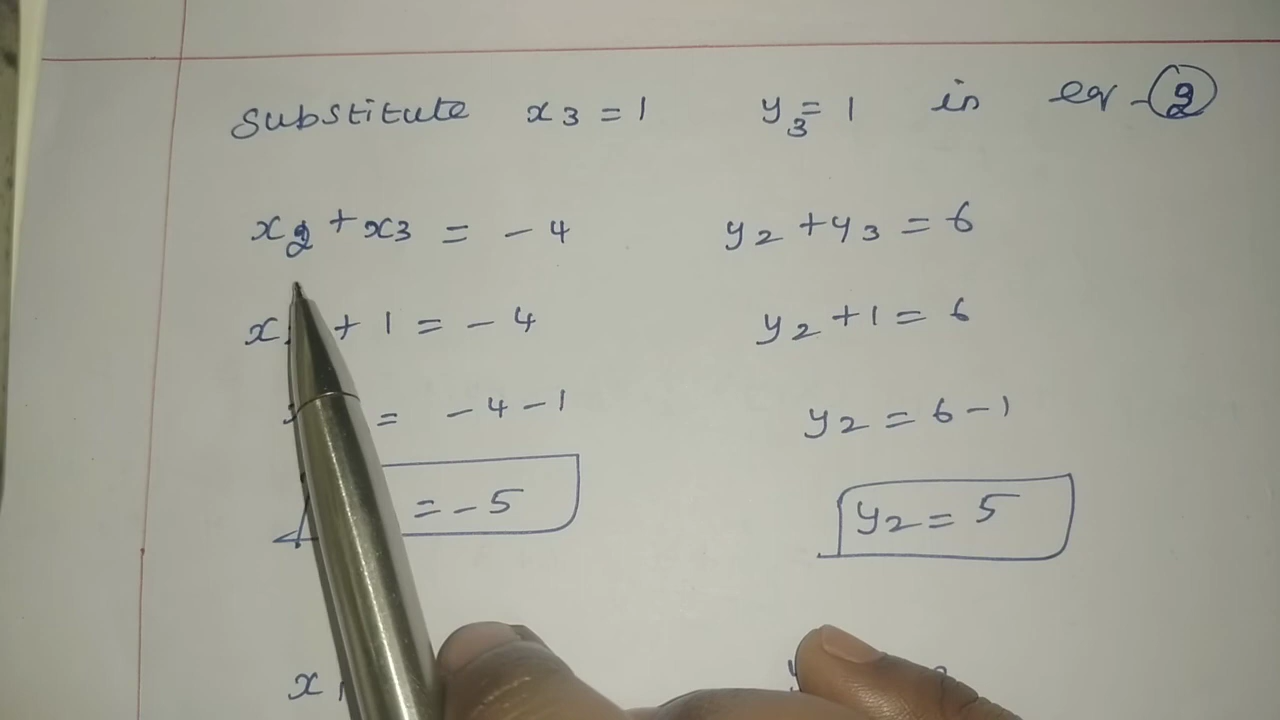 Substitute x3 = 1 y3 = 1 in eq - 2
x2 + x3 = - 4 y2 + y3 = 6
x + 1 = - 4 y2 + 1 = 6
= - 4 - 1 y2 = 6 - 1
= - 5 y2 = 5
x